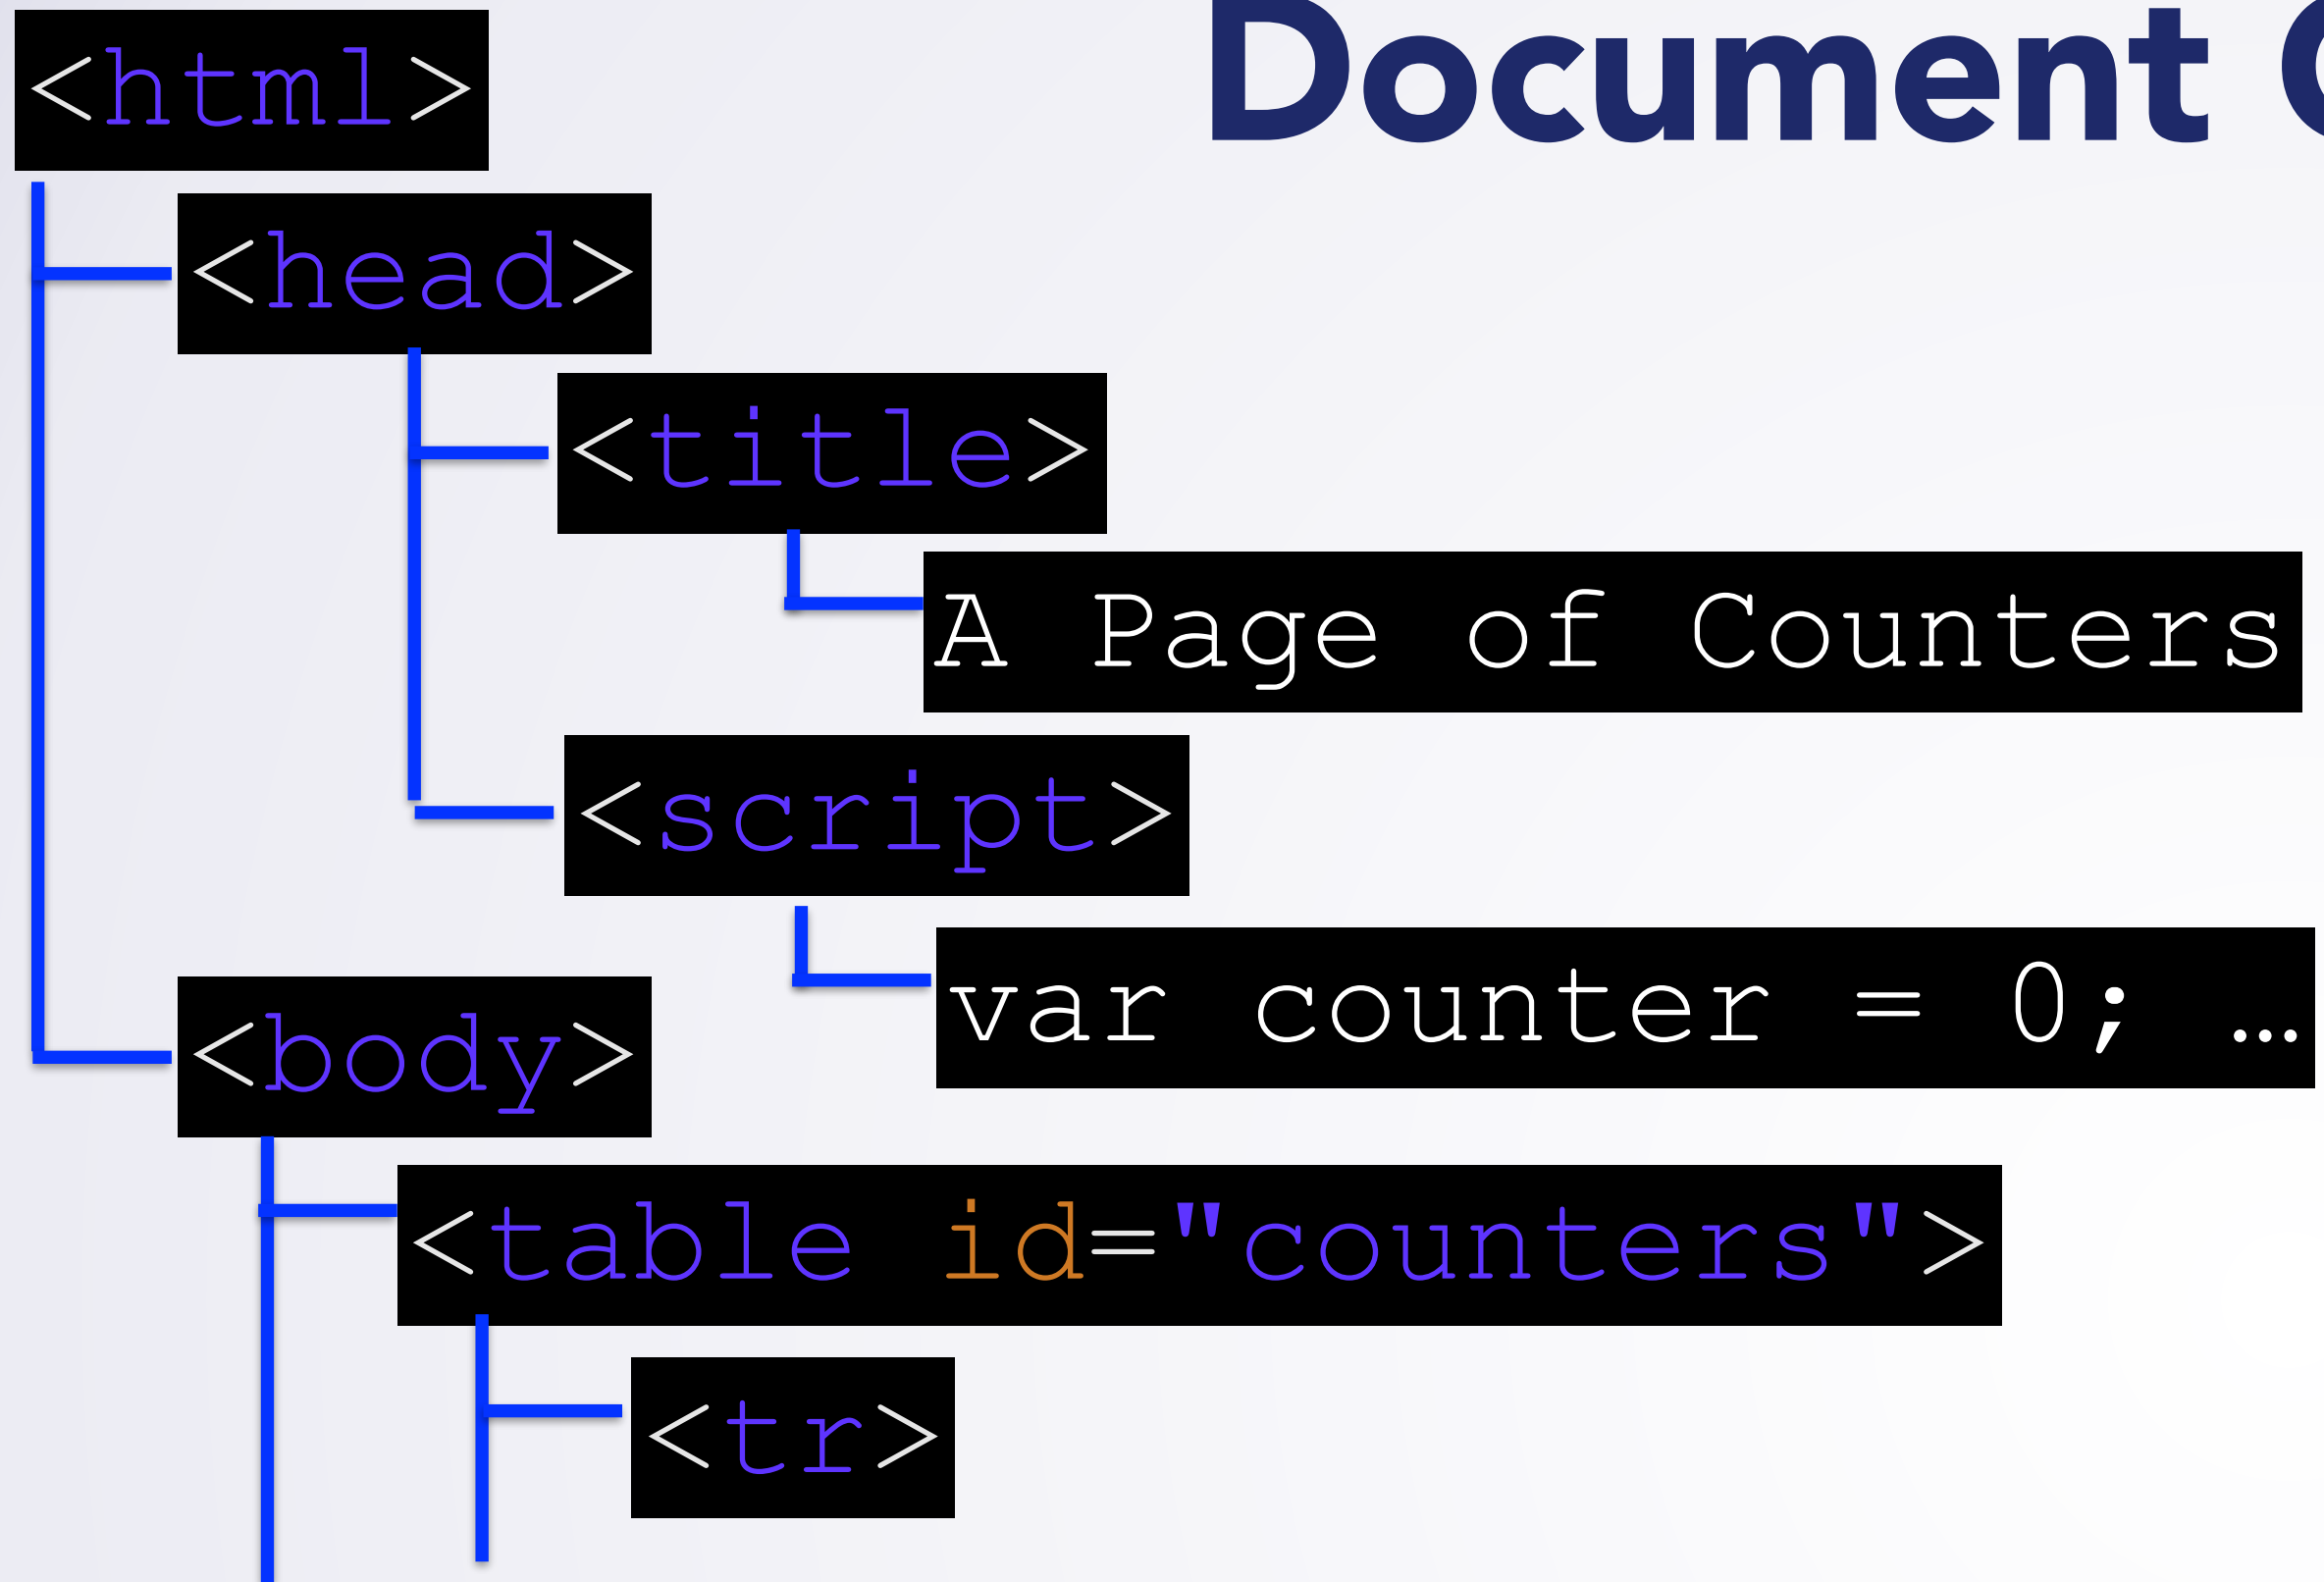 Document
<html>
<head>
<title>
A Page of Counters
<script>
var counter = 0; …
<body>
<table id="counters">
<tr>